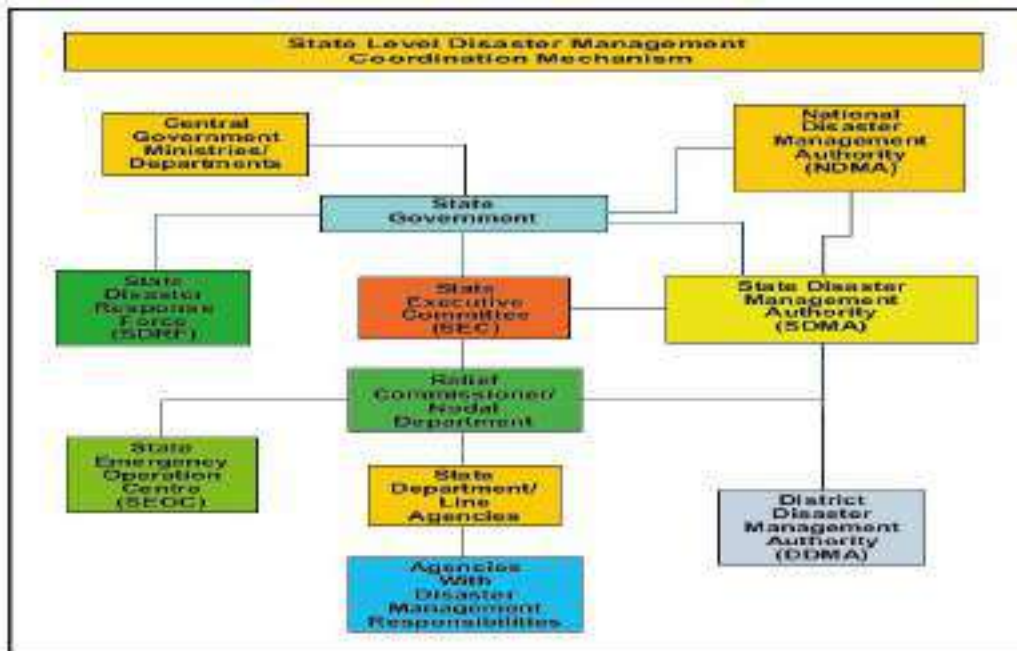 State Level Disaster Management
Coordination Mechanism
Central
Government
Ministries/
Departments
National
Disaster
Management
Authority
(NDMA)
State
Government
State
Disaster
Response
Force
(SDRF)
State
Executive
Committee
(SEC)
State Disaster
Management
Authority
(SDMA)
Relief
Commissioner/
Nodal
Department
State
Emergency
Operation
Centre
(SEOC)
State
Department/
Line
Agencies
District
Disaster
Management
Authority
(DDMA)
Agencies
With
Disaster
Management
Responsibilities